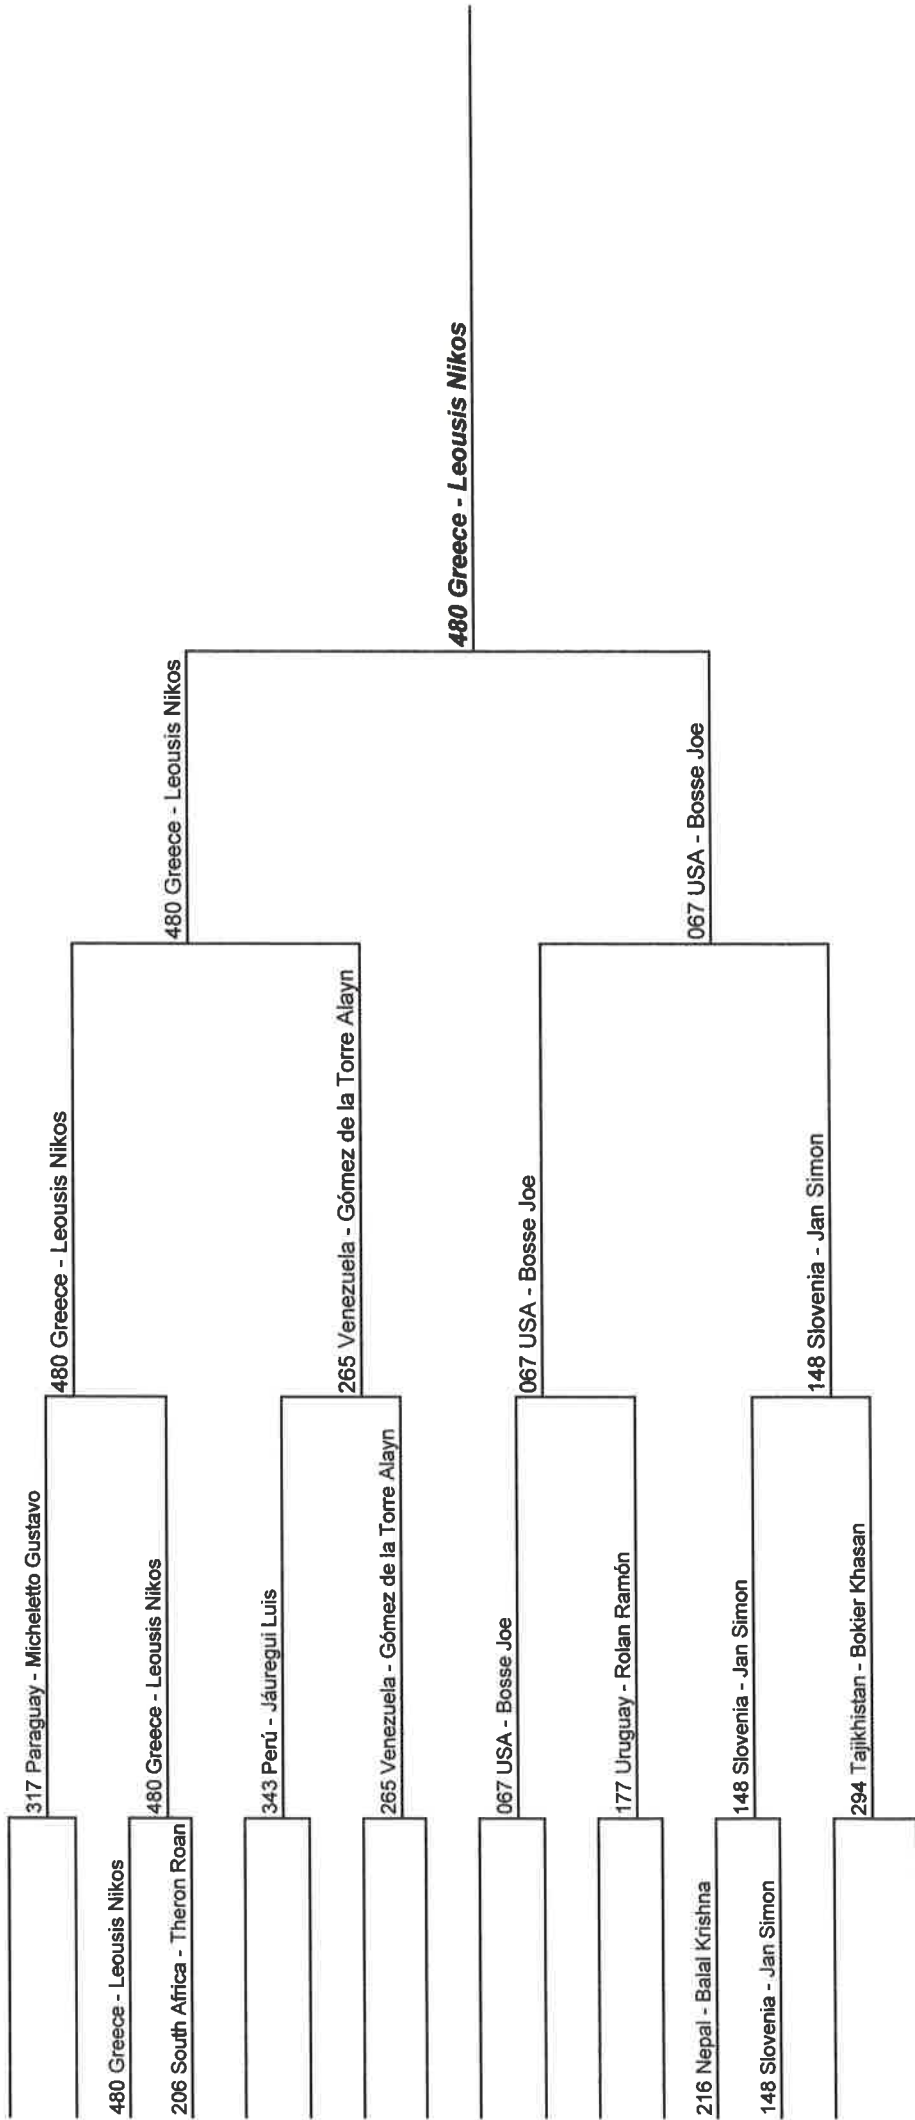 480 Greece - Leousis Nikos
206 South Africa - Theron Roan
216 Nepal - Balal Krishna
148 Slovenia - Jan Simon
317 Paraguay - Micheletto Gustavo
480 Greece - Leousis Nikos
343 Perú - Jáuregui Luis
265 Venezuela - Gómez de la Torre Alayn
067 USA - Bosse Joe
177 Uruguay - Rolan Ramón
148 Slovenia - Jan Simon
294 Tajikhistan - Bokier Khasan
480 Greece - Leousis Nikos
265 Venezuela - Gómez de la Torre Alayn
067 USA - Bosse Joe
148 Slovenia - Jan Simon
480 Greece - Leousis Nikos
067 USA - Bosse Joe
480 Greece - Leousis Nikos